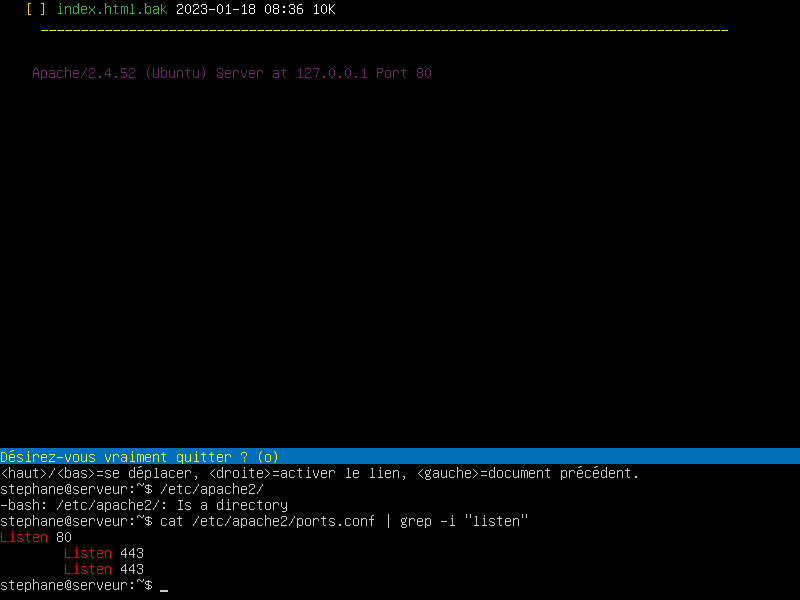 [ ] index.html.bak 2023-01-18 08:36 10K
--------------------------------------------------------------------------------------
Apache/2.4.52 (Ubuntu) Server at 127.0.0.1 Port 80
Désirez-vous vraiment quitter ? (o)
<haut>/<bas>=se déplacer, <droite>=activer le lien, <gauche>=document précédent.
stephane@serveur:~$ /etc/apache2/
-bash: /etc/apache2/: Is a directory
stephane@serveur:~$ cat /etc/apache2/ports.conf | grep -i "listen"
Listen 80
Listen 443
Listen 443
stephane@serveur:~$ _